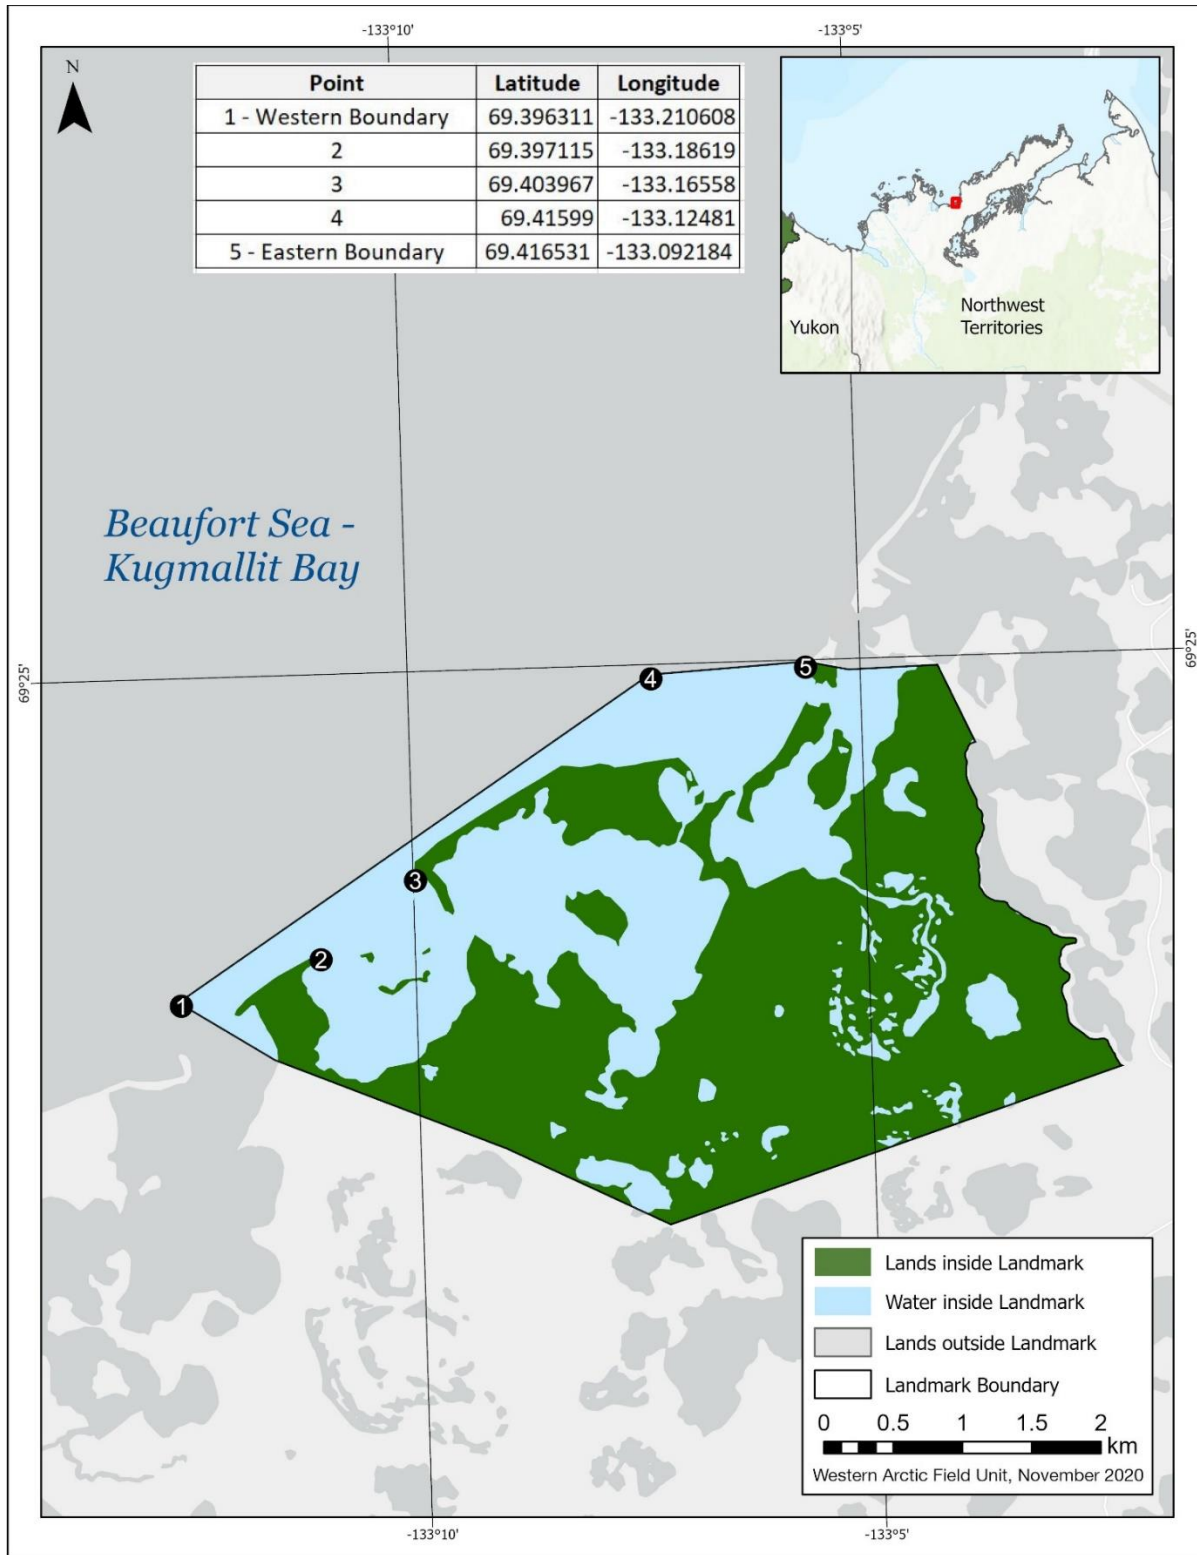 -133°10' -133°5'
N
Point Latitude Longitude
1 - Western Boundary 69.396311 -133.210608
2 69.397115 -133.18619
3 69.403967 -133.16558
4 69.41599 -133.12481
5 - Eastern Boundary 69.416531 -133.092184
Yukon
Northwest
Territories
Beaufort Sea -
Kugmallit Bay
69°25'
69°25'
4
5
3
2
1
Lands inside Landmark
Water inside Landmark
Lands outside Landmark
Landmark Boundary
0 0.5 1 1.5 2
km
Western Arctic Field Unit, November 2020
-133°10' -133°5'